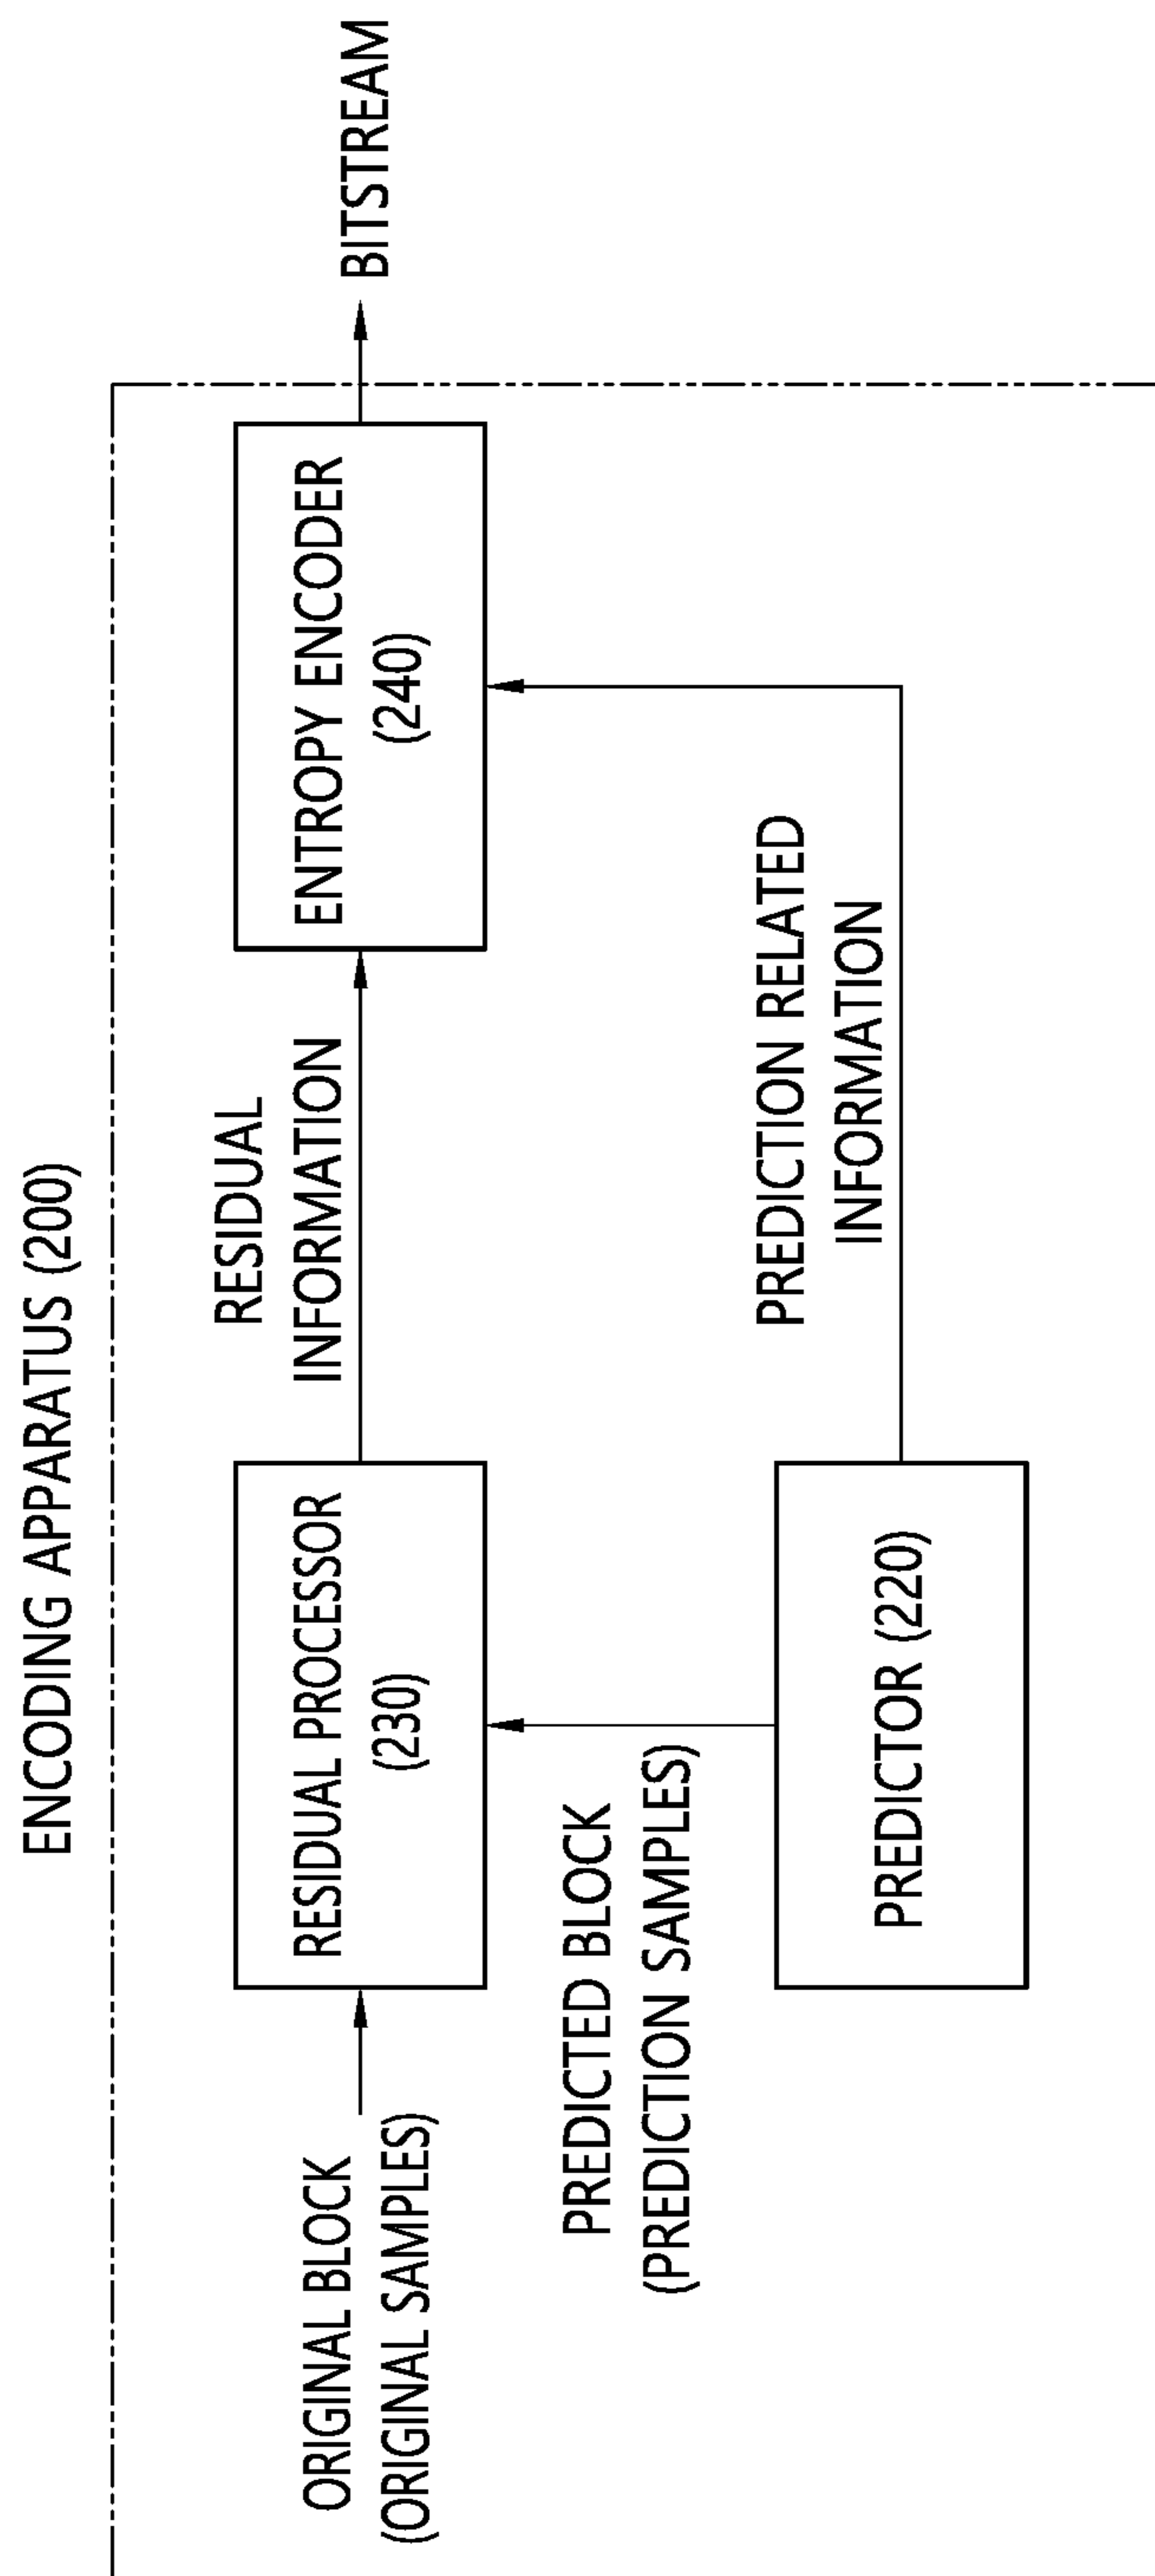 ENCODING APPARATUS (200)
ORIGINAL BLOCK
(ORIGINAL SAMPLES)
RESIDUAL PROCESSOR
(230)
RESIDUAL
INFORMATION
ENTROPY ENCODER
(240)
BITSTREAM
PREDICTED BLOCK
(PREDICTION SAMPLES)
PREDICTOR (220)
PREDICTION RELATED
INFORMATION